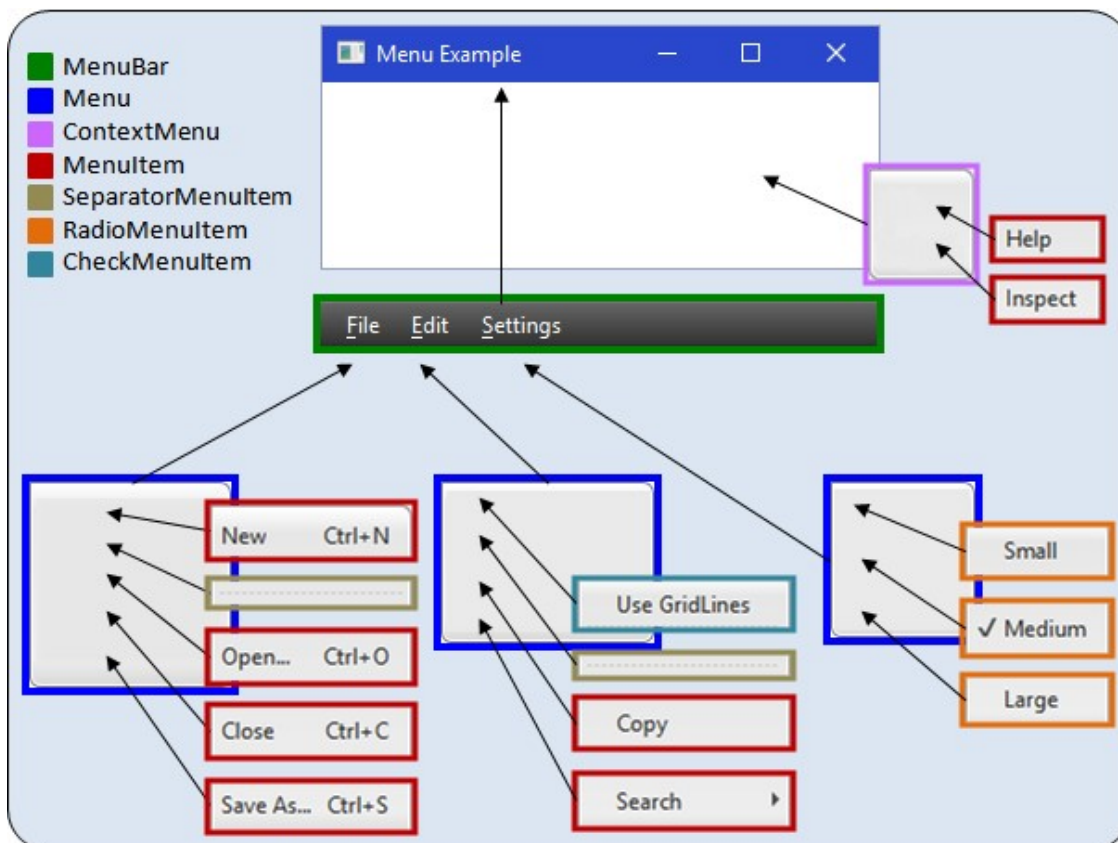 Menu Example
MenuBar
Menu
ContextMenu
MenuItem
SeparatorMenuItem
RadioMenuItem
CheckMenuItem
Help
Inspect
File Edit Settings
New Ctrl+N
Open... Ctrl+O
Close Ctrl+C
Save As... Ctrl+S
Use GridLines
Copy
Search
Small
✓ Medium
Large